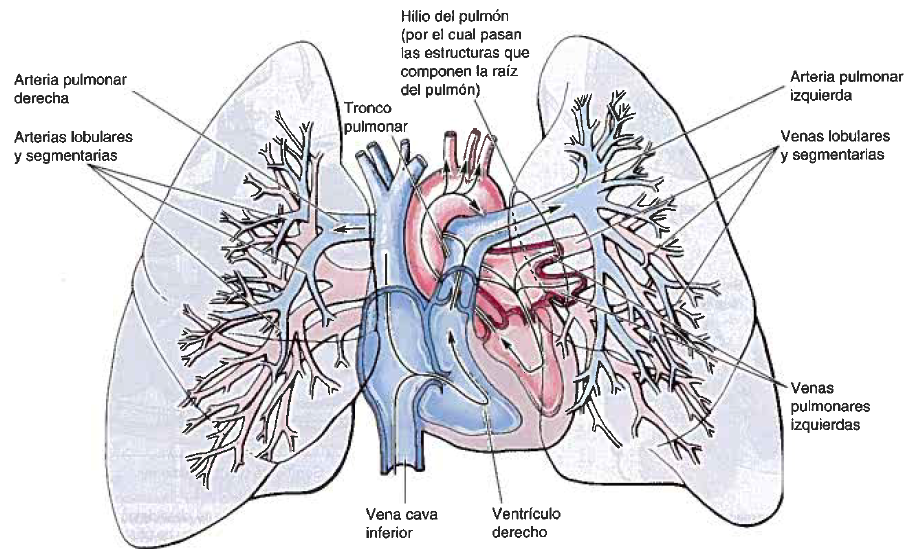 Hilio del pulmón
(por el cual pasan
las estructuras que
componen la raíz
del pulmón)
Arteria pulmonar
derecha
Arterias lobulares
y segmentarias
Tronco
pulmonar
Arteria pulmonar
izquierda
Venas lobulares
y segmentarias
Venas
pulmonares
izquierdas
Vena cava
inferior
Ventrículo
derecho